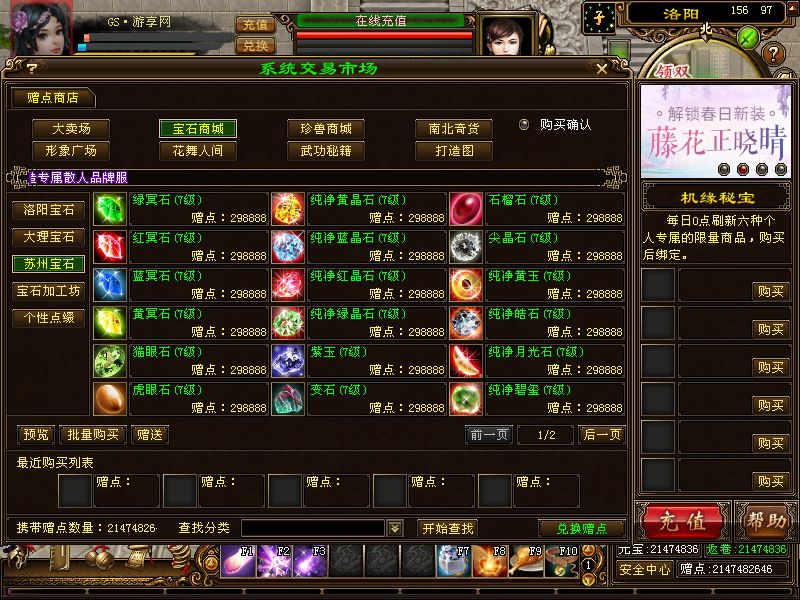 GS·游享网
充值
兑换
在线充值
子
洛阳 156 97
北
?
领双
? 系统交易市场
赠点商店
大卖场 宝石商城 珍兽商城 南北奇货 购买确认
形象广场 花舞人间 武功秘籍 打造图
专属散人品牌服
洛阳宝石
大理宝石
苏州宝石
宝石加工坊
个性点缀
绿冥石(7级) 纯净黄晶石(7级) 石榴石(7级)
赠点：298888 赠点：298888 赠点：298888
红冥石(7级) 纯净蓝晶石(7级) 尖晶石(7级)
赠点：298888 赠点：298888 赠点：298888
蓝冥石(7级) 纯净红晶石(7级) 纯净黄玉(7级)
赠点：298888 赠点：298888 赠点：298888
黄冥石(7级) 纯净绿晶石(7级) 纯净皓石(7级)
赠点：298888 赠点：298888 赠点：298888
猫眼石(7级) 紫玉(7级) 纯净月光石(7级)
赠点：298888 赠点：298888 赠点：298888
虎眼石(7级) 变石(7级) 纯净碧玺(7级)
赠点：298888 赠点：298888 赠点：298888
预览 批量购买 赠送 前一页 1/2 后一页
最近购买列表
赠点： 赠点： 赠点： 赠点： 赠点：
携带赠点数量：21474826 查找分类 开始查找 兑换赠点
解锁春日新装
藤花正晓晴
机缘秘宝
每日0点刷新六种个
人专属的限量商品，购买
后绑定。
购买
购买
购买
购买
购买
购买
充值 帮助
F1 F2 F3 F7 F8 F9 F10 1
元宝:21474836 返卷:21474836
安全中心 赠点:2147482646